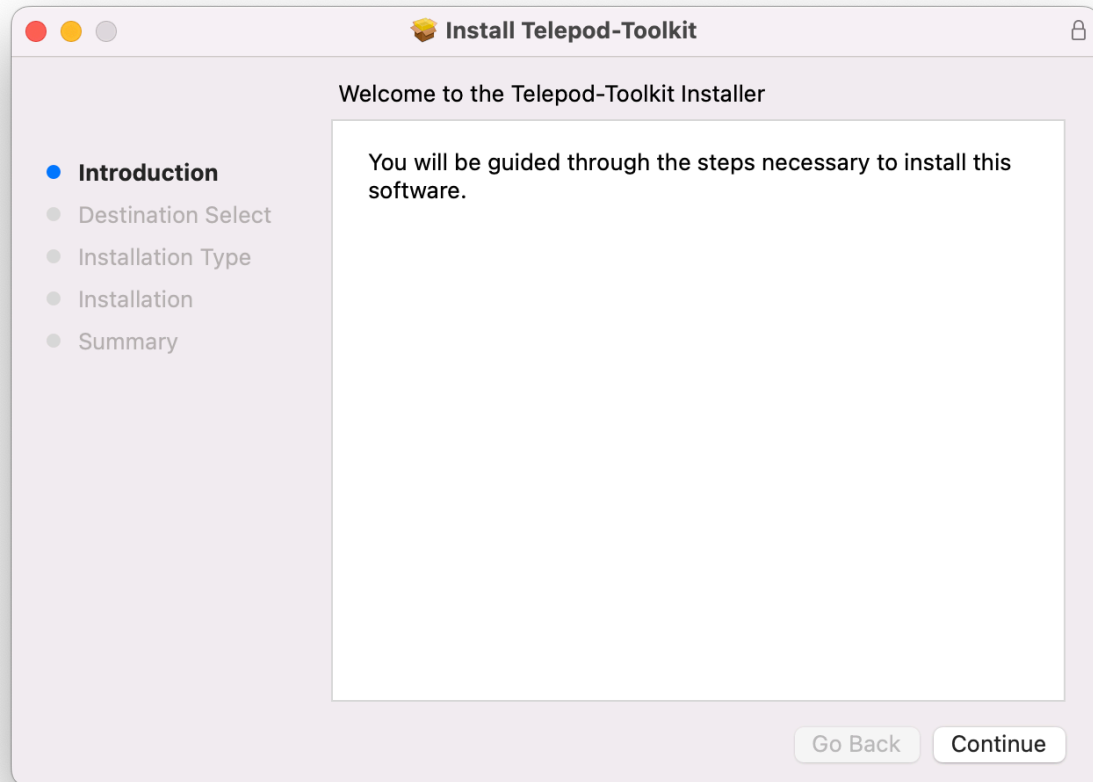 Install Telepod-Toolkit
Welcome to the Telepod-Toolkit Installer
Introduction
Destination Select
Installation Type
Installation
Summary
You will be guided through the steps necessary to install this
software.
Go Back
Continue